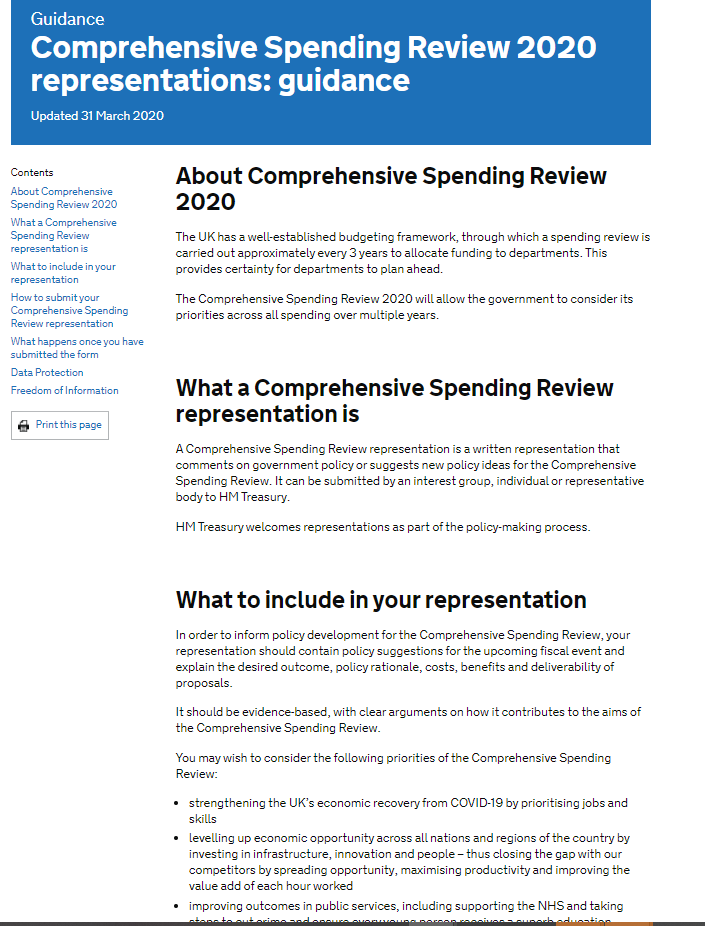 Guidance
Comprehensive Spending Review 2020
representations: guidance
Updated 31 March 2020
Contents
About Comprehensive
Spending Review 2020
What a Comprehensive
Spending Review
representation is
What to include in your
representation
How to submit your
Comprehensive Spending
Review representation
What happens once you have
submitted the form
Data Protection
Freedom of Information
Print this page
About Comprehensive Spending Review
2020
The UK has a well-established budgeting framework, through which a spending review is
carried out approximately every 3 years to allocate funding to departments. This
provides certainty for departments to plan ahead.
The Comprehensive Spending Review 2020 will allow the government to consider its
priorities across all spending over multiple years.
What a Comprehensive Spending Review
representation is
A Comprehensive Spending Review representation is a written representation that
comments on government policy or suggests new policy ideas for the Comprehensive
Spending Review. It can be submitted by an interest group, individual or representative
body to HM Treasury.
HM Treasury welcomes representations as part of the policy-making process.
What to include in your representation
In order to inform policy development for the Comprehensive Spending Review, your
representation should contain policy suggestions for the upcoming fiscal event and
explain the desired outcome, policy rationale, costs, benefits and deliverability of
proposals.
It should be evidence-based, with clear arguments on how it contributes to the aims of
the Comprehensive Spending Review.
You may wish to consider the following priorities of the Comprehensive Spending
Review:
• strengthening the UK's economic recovery from COVID-19 by prioritising jobs and
skills
• levelling up economic opportunity across all nations and regions of the country by
investing in infrastructure, innovation and people – thus closing the gap with our
competitors by spreading opportunity, maximising productivity and improving the
value add of each hour worked
• improving outcomes in public services, including supporting the NHS and taking
steps to cut crime and ensure every young person receives a superb education